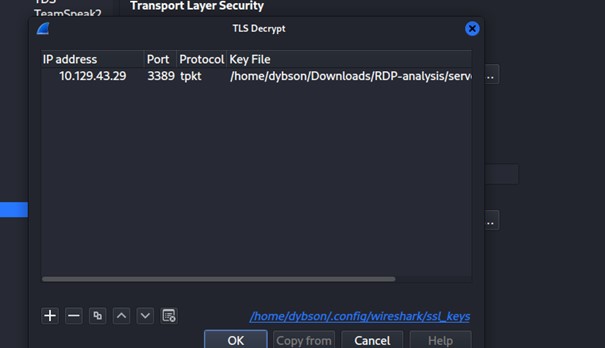 Transport Layer Security
TeamSpeak2
TLS Decrypt
IP address Port Protocol Key File
10.129.43.29 3389 tpkt /home/dybson/Downloads/RDP-analysis/serv
/home/dybson/.config/wireshark/ssl_keys
OK Copy from Cancel Help